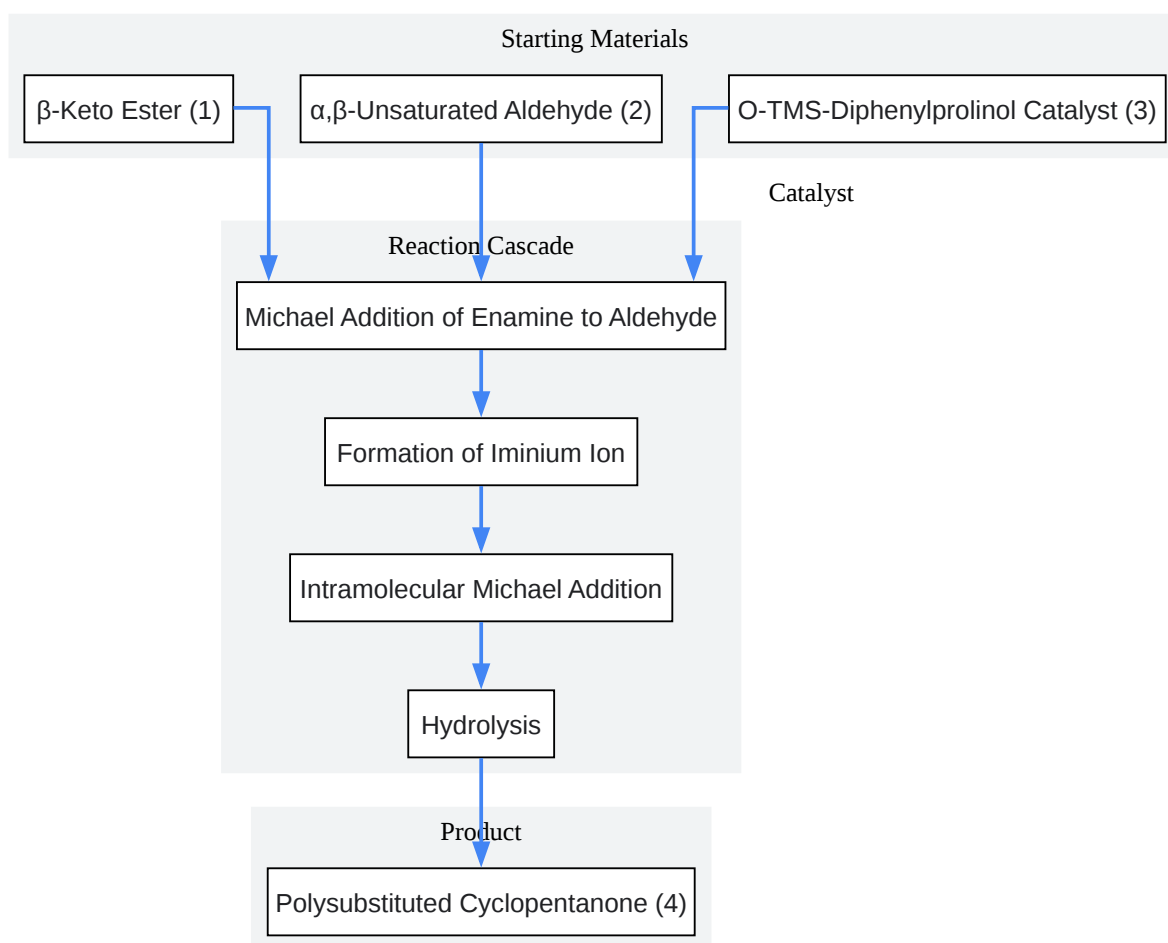 Starting Materials
β-Keto Ester (1)
α,β-Unsaturated Aldehyde (2)
O-TMS-Diphenylprolinol Catalyst (3)
Catalyst
Reaction Cascade
Michael Addition of Enamine to Aldehyde
Formation of Iminium Ion
Intramolecular Michael Addition
Hydrolysis
Product
Polysubstituted Cyclopentanone (4)